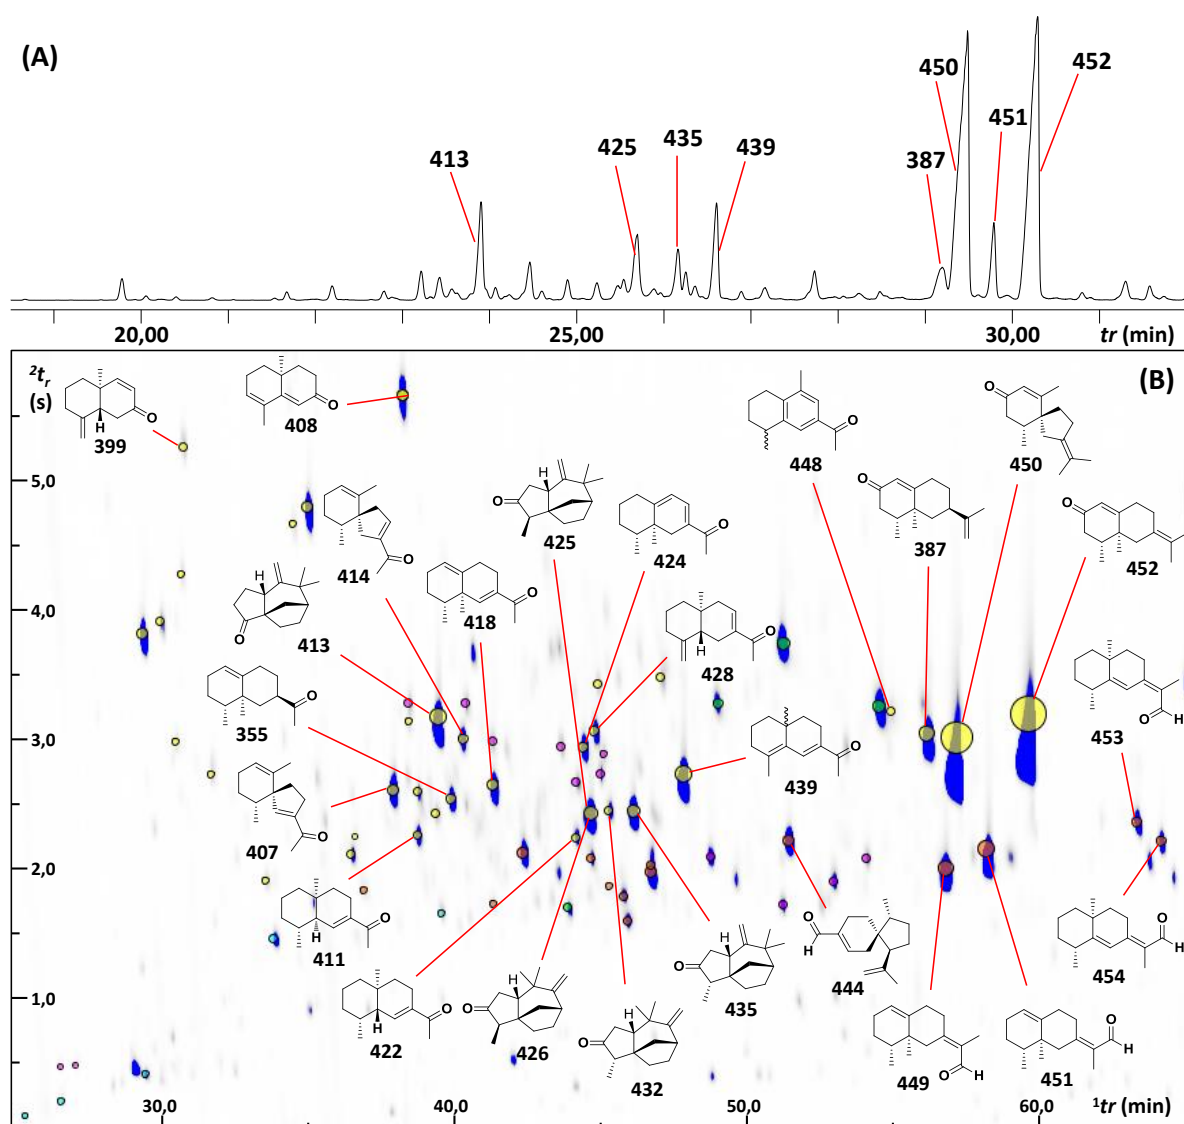 (A)
450
452
451
435
425
439
413
387
20,00
25,00
30,00
tr (min)
²tᵣ
(s)
(B)
O
H
399
O
408
O
450
O
448
O
387
O
452
5,0
414
O
H
O
425
O
424
4,0
H
O
413
O
418
H
O
428
O
355
O
H
453
3,0
O
439
O
407
2,0
H
O
411
H
O
422
H
O
426
H
O
432
H
O
435
O
H
444
O
H
449
O
H
451
O
H
454
1,0
30,0
40,0
50,0
60,0
¹tr (min)